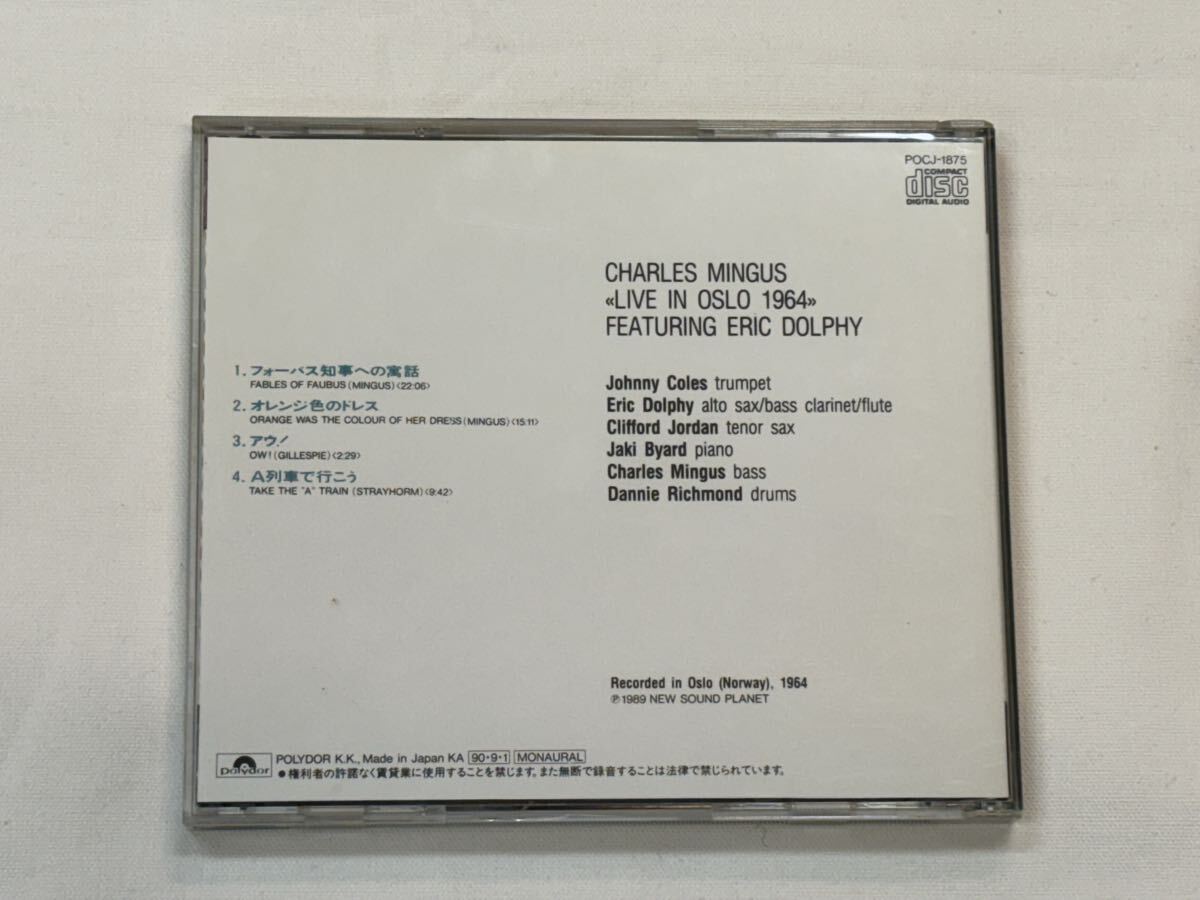 POCJ-1875
COMPACT
disc
DIGITAL AUDIO
CHARLES MINGUS
«LIVE IN OSLO 1964»
FEATURING ERIC DOLPHY
1. フォーバス知事への寓話
FABLES OF FAUBUS (MINGUS) <22:06>
2. オレンジ色のドレス
ORANGE WAS THE COLOUR OF HER DRESS (MINGUS) <15:11>
3. アウ!
OW! (GILLESPIE) <2:29>
4. A列車で行こう
TAKE THE "A" TRAIN (STRAYHORM) <9:42>
Johnny Coles trumpet
Eric Dolphy alto sax/bass clarinet/flute
Clifford Jordan tenor sax
Jaki Byard piano
Charles Mingus bass
Dannie Richmond drums
Recorded in Oslo (Norway), 1964
℗1989 NEW SOUND PLANET
polydor
POLYDOR K.K., Made in Japan KA 90・9・1 MONAURAL
●権利者の許諾なく賃貸業に使用することを禁じます。また無断で録音することは法律で禁じられています。